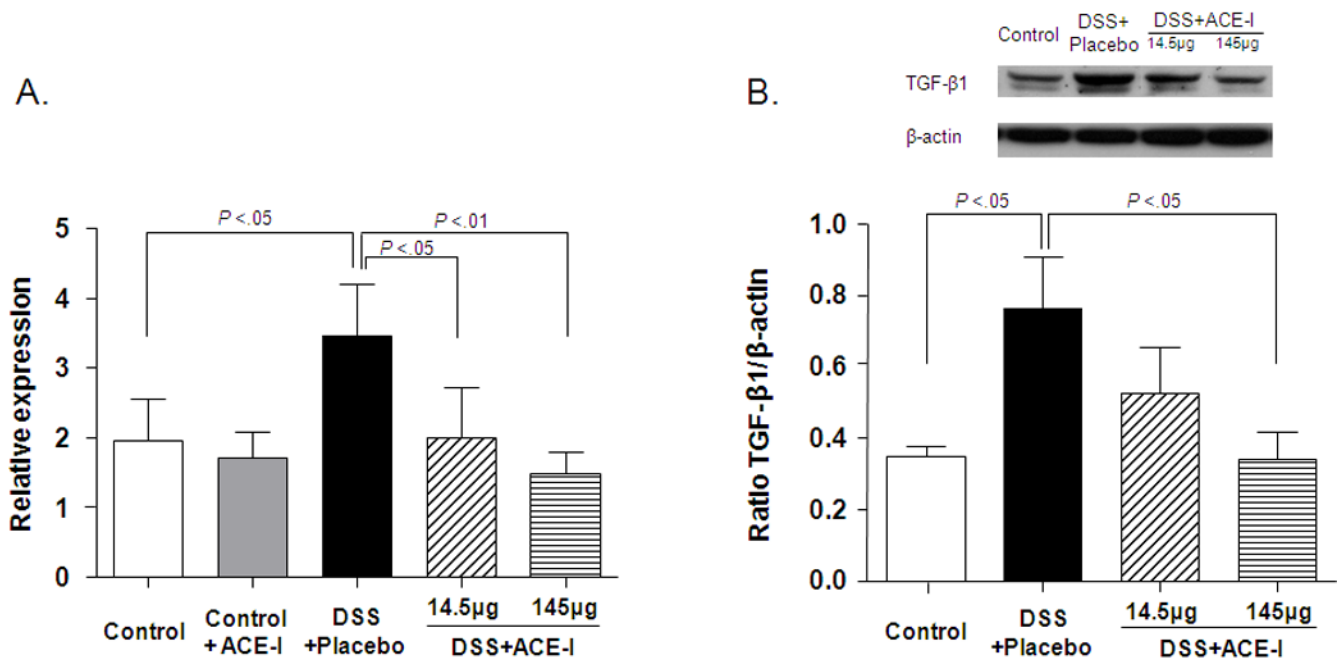 A.
P <.05
P <.01
P <.05
Relative expression
5
4
3
2
1
0
Control
Control
+ ACE-I
DSS
+Placebo
14.5µg 145µg
DSS+ACE-I
B.
Control
DSS+
Placebo
DSS+ACE-I
14.5µg 145µg
TGF-β1
β-actin
P <.05 P <.05
Ratio TGF-β1/β-actin
1.0
0.8
0.6
0.4
0.2
0.0
Control
DSS
+Placebo
14.5µg 145µg
DSS+ACE-I